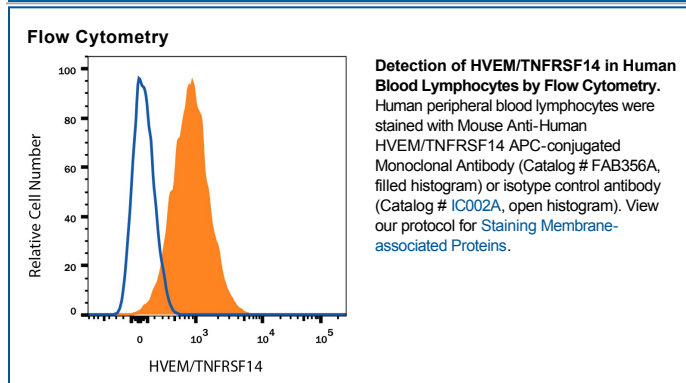 Flow Cytometry
Relative Cell Number
100
80
60
40
20
0
0 10³ 10⁴ 10⁵
HVEM/TNFRSF14
Detection of HVEM/TNFRSF14 in Human
Blood Lymphocytes by Flow Cytometry.
Human peripheral blood lymphocytes were
stained with Mouse Anti-Human
HVEM/TNFRSF14 APC-conjugated
Monoclonal Antibody (Catalog # FAB356A,
filled histogram) or isotype control antibody
(Catalog # IC002A, open histogram). View
our protocol for Staining Membrane-
associated Proteins.